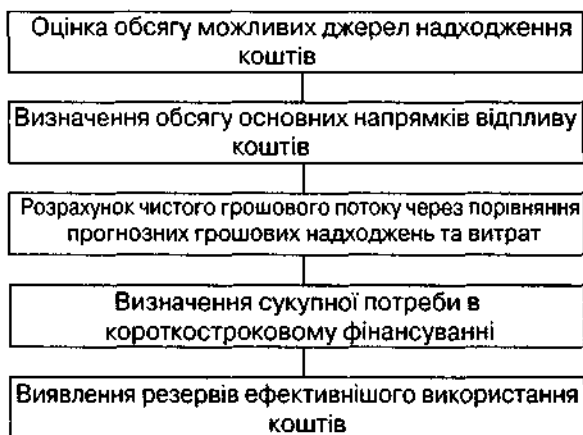 Оцінка обсягу можливих джерел надходження
коштів
Визначення обсягу основних напрямків відпливу
коштів
Розрахунок чистого грошового потоку через порівняння
прогнозних грошових надходжень та витрат
Визначення сукупної потреби в
короткостроковому фінансуванні
Виявлення резервів ефективнішого використання
коштів